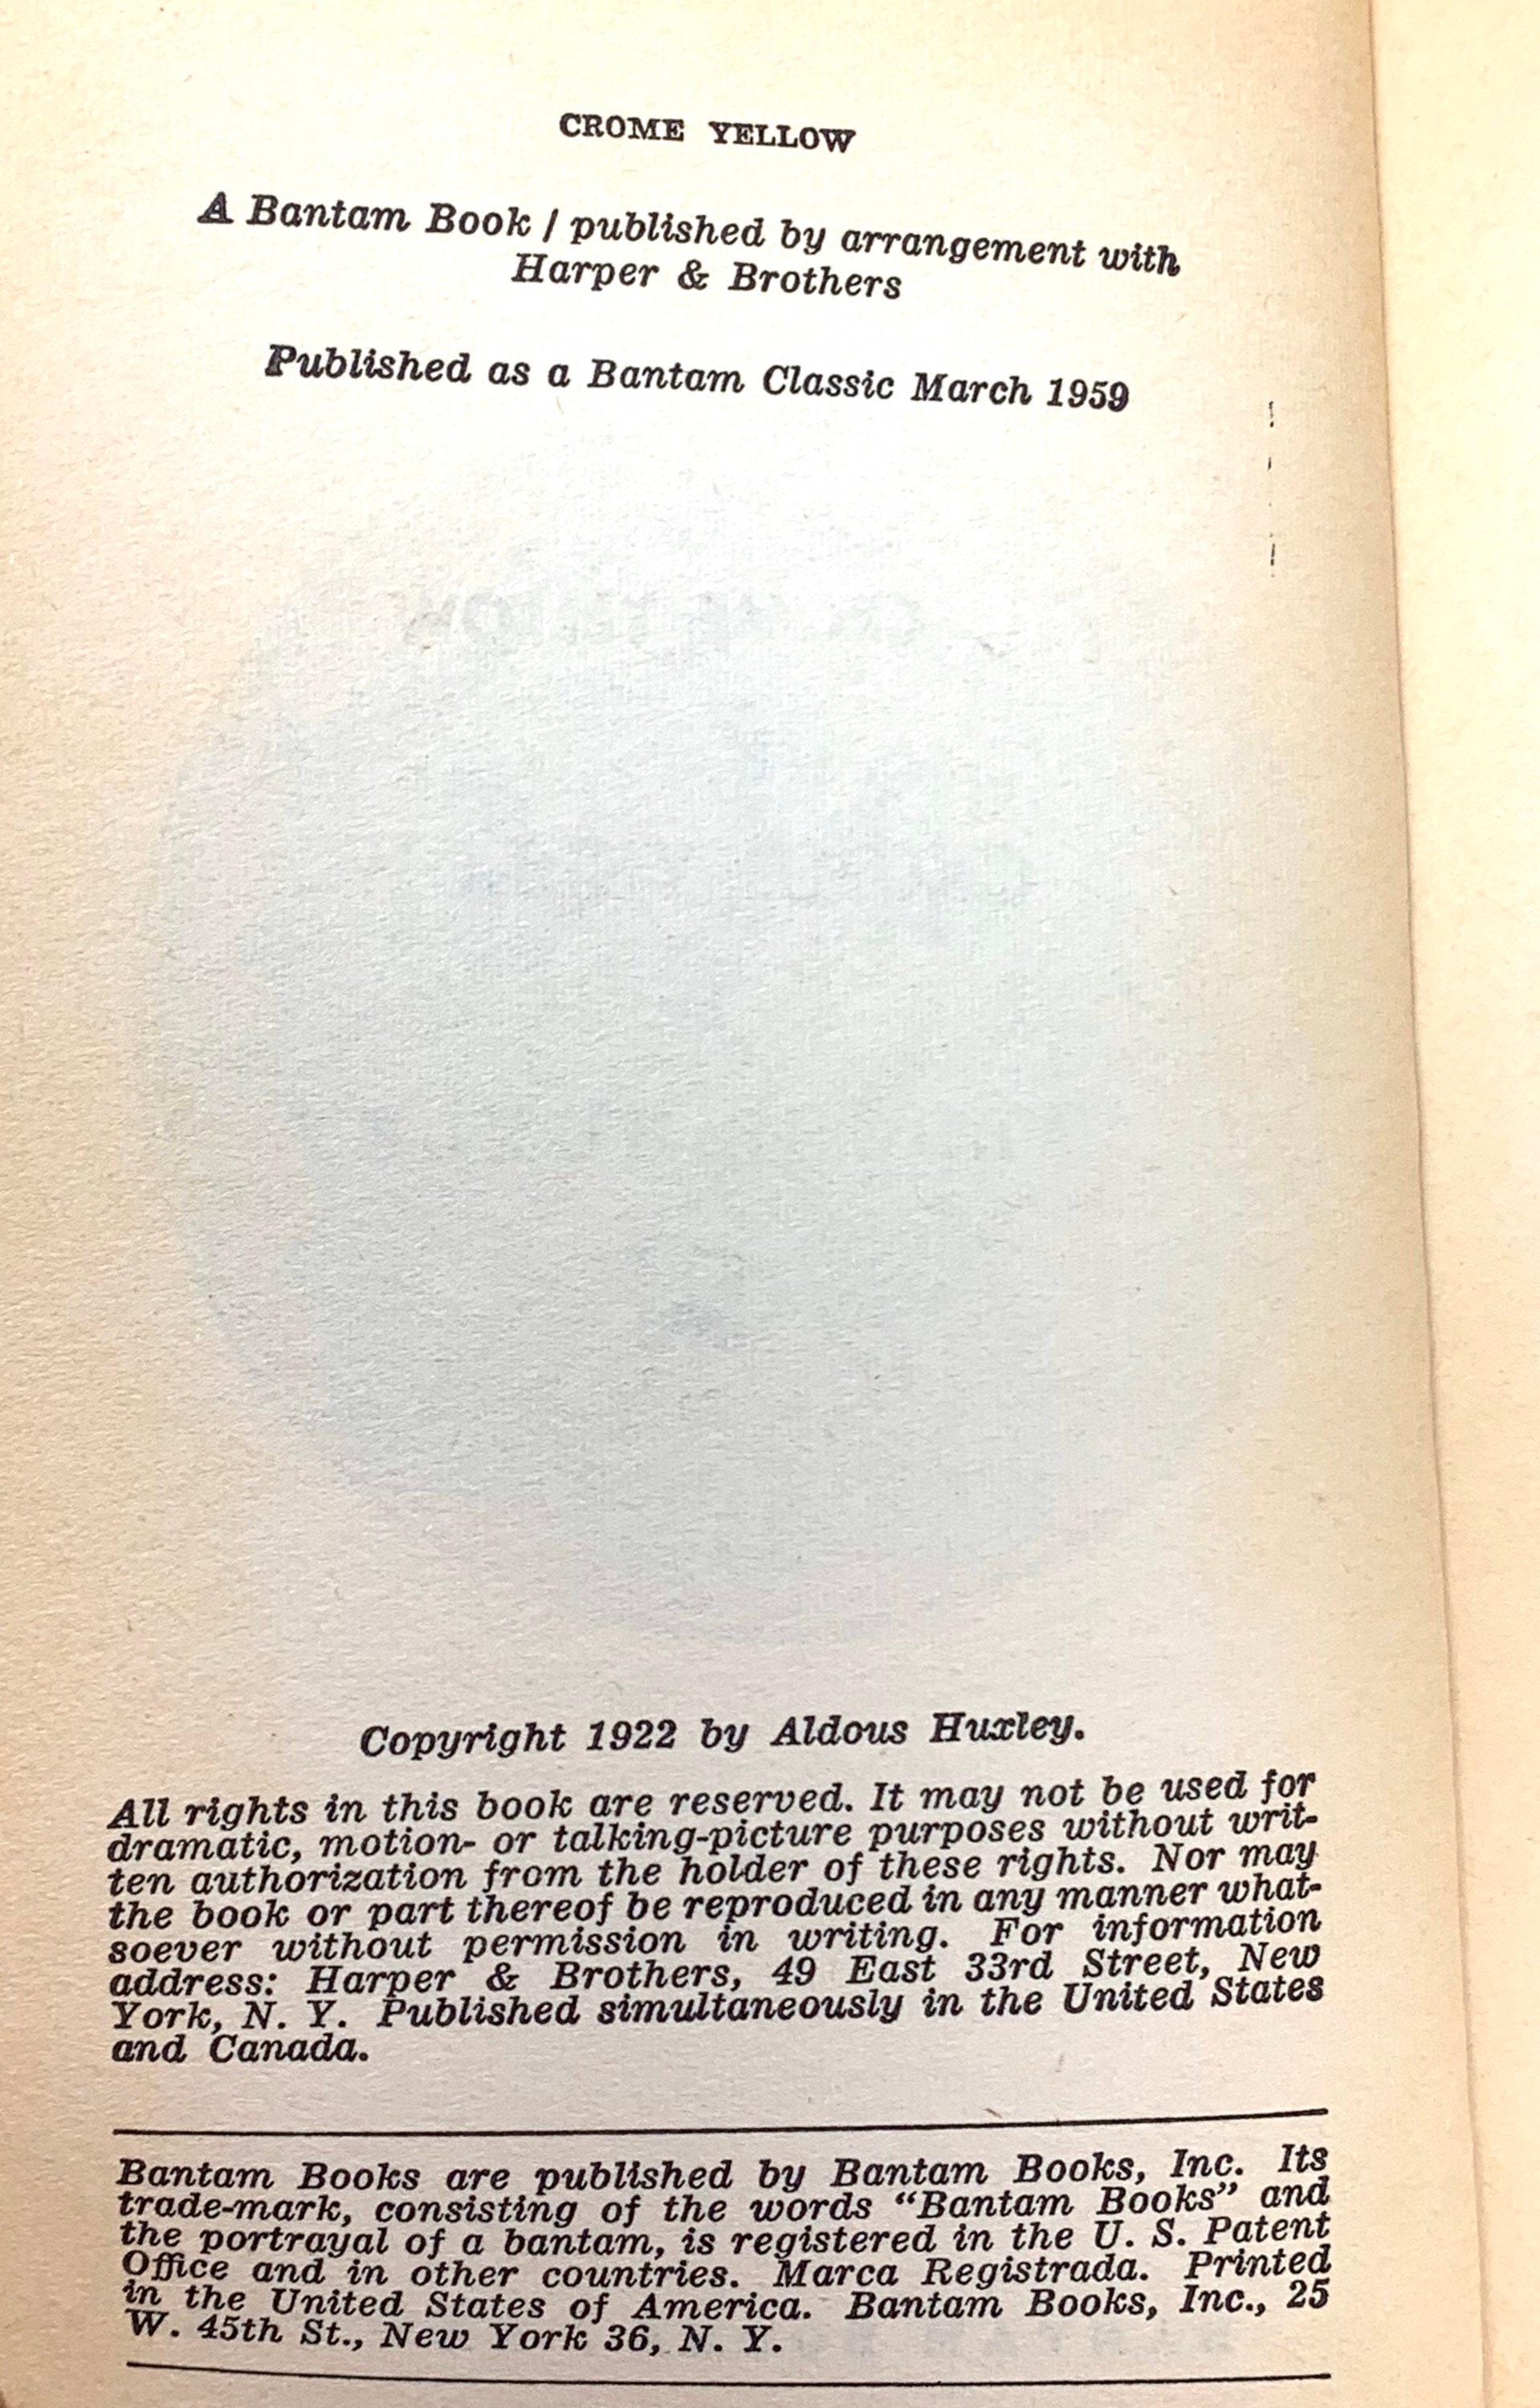 CROME YELLOW
A Bantam Book / published by arrangement with
Harper & Brothers
Published as a Bantam Classic March 1959
Copyright 1922 by Aldous Huxley.
All rights in this book are reserved. It may not be used for
dramatic, motion- or talking-picture purposes without writ-
ten authorization from the holder of these rights. Nor may
the book or part thereof be reproduced in any manner what-
soever without permission in writing. For information
address: Harper & Brothers, 49 East 33rd Street, New
York, N. Y. Published simultaneously in the United States
and Canada.
Bantam Books are published by Bantam Books, Inc. Its
trade-mark, consisting of the words “Bantam Books” and
the portrayal of a bantam, is registered in the U. S. Patent
Office and in other countries. Marca Registrada. Printed
in the United States of America. Bantam Books, Inc., 25
W. 45th St., New York 36, N. Y.